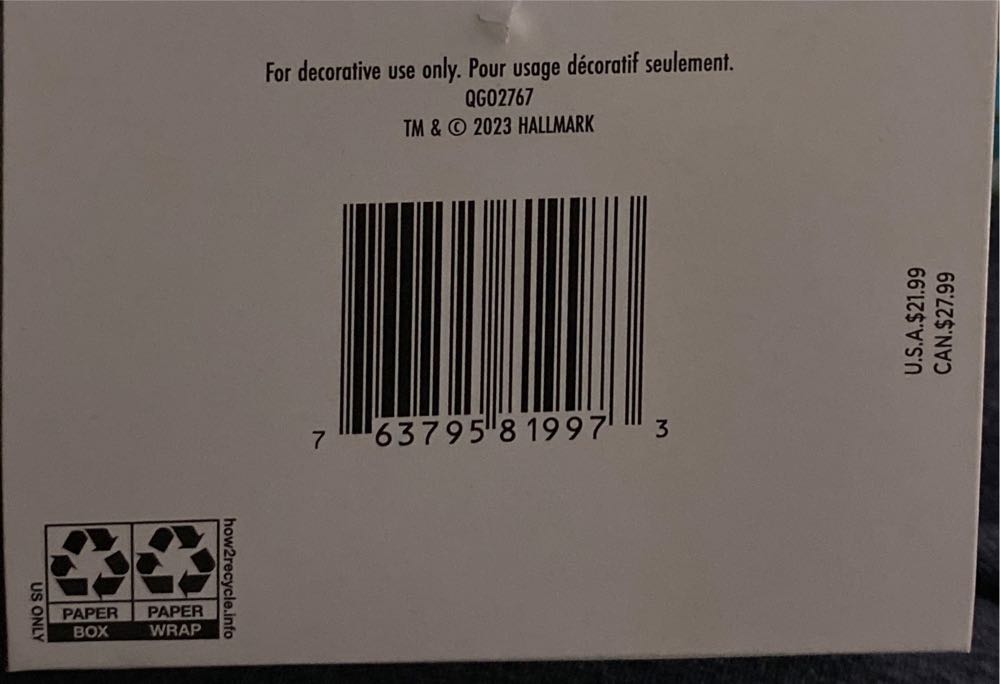 For decorative use only. Pour usage décoratif seulement.
QGO2767
TM & © 2023 HALLMARK
7 63795 81997 3
U.S.A.$21.99
CAN.$27.99
how2recycle.info
US ONLY
PAPER PAPER
BOX WRAP